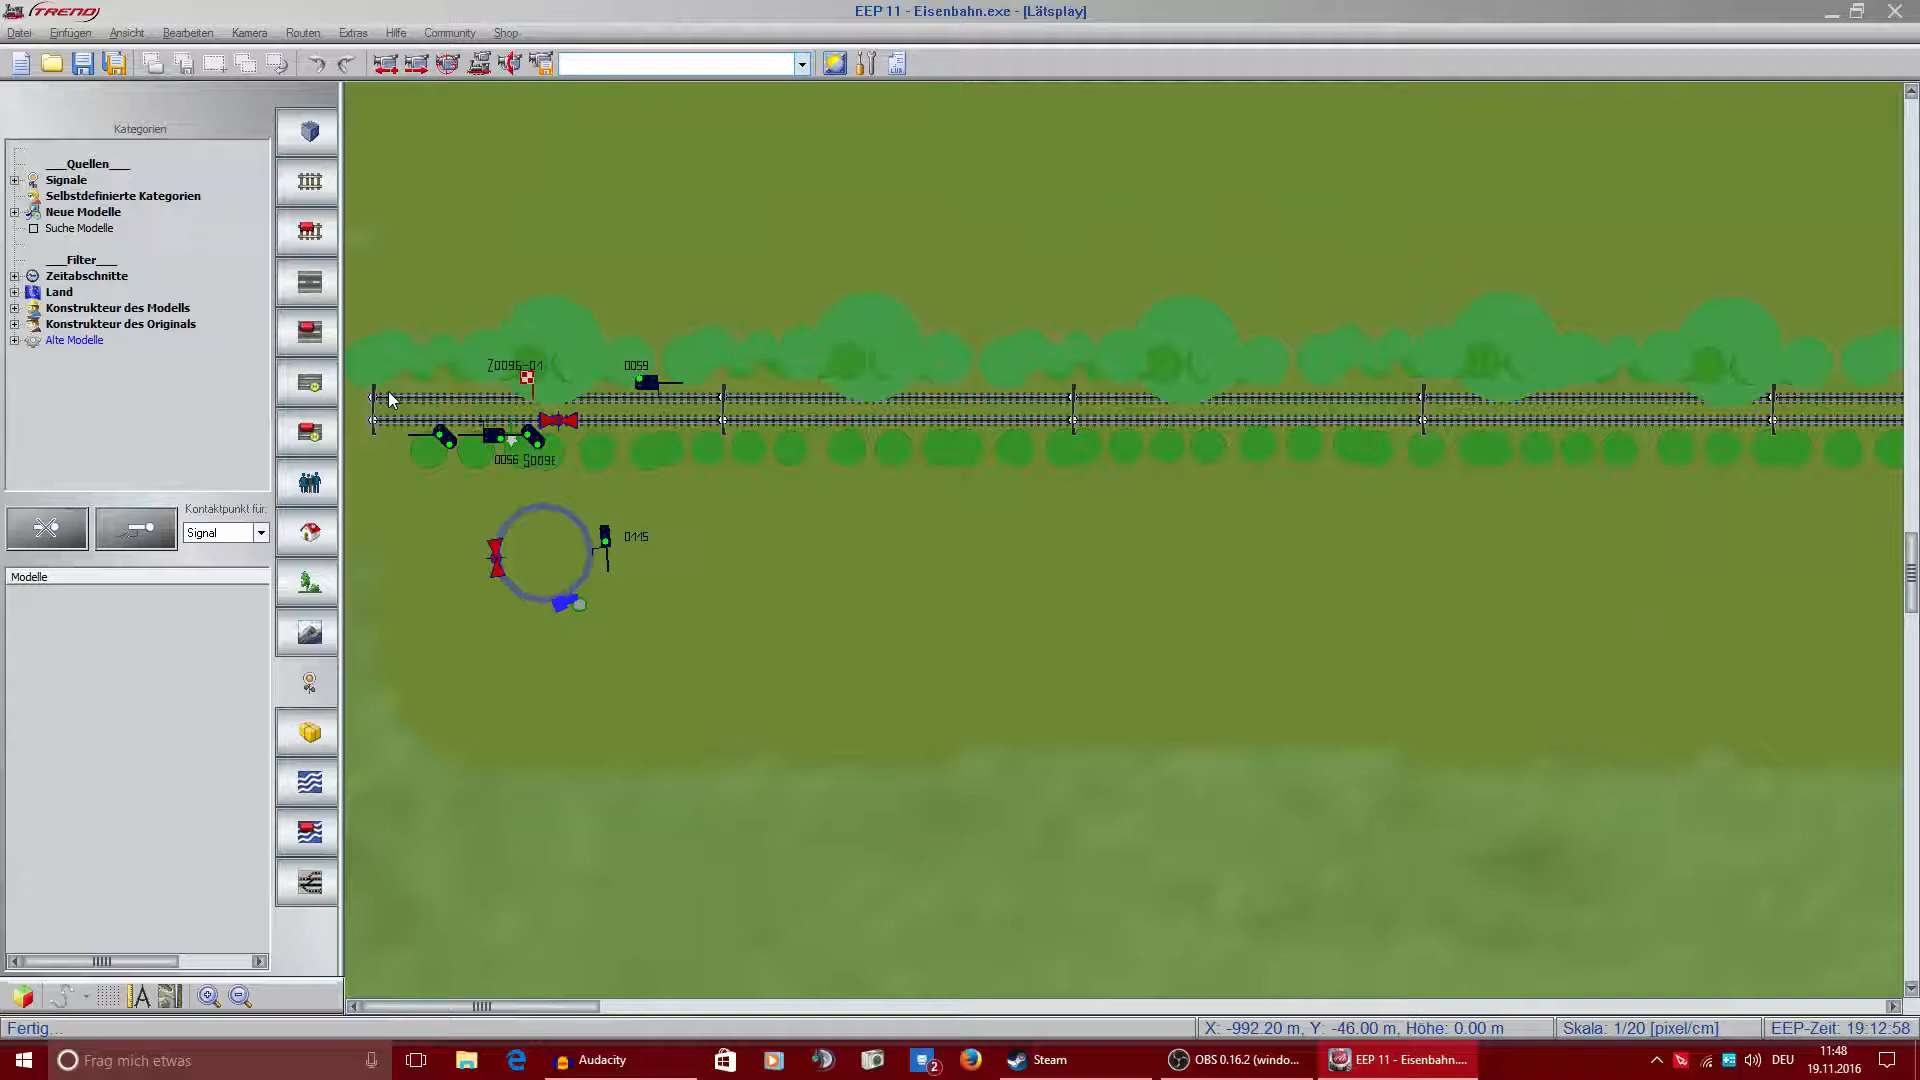 TREND
EEP 11 - Eisenbahn.exe - [Lätsplay]
Datei Einfügen Ansicht Bearbeiten Kamera Routen Extras Hilfe Community Shop
Kategorien
___Quellen___
Signale
Selbstdefinierte Kategorien
Neue Modelle
Suche Modelle
___Filter___
Zeitabschnitte
Land
Konstrukteur des Modells
Konstrukteur des Originals
Alte Modelle
Z0096-01
0059
0056
0115
Kontaktpunkt für:
Signal
Modelle
Fertig...
X: -992.20 m, Y: -46.00 m, Höhe: 0.00 m
Skala: 1/20 [pixel/cm]
EEP-Zeit: 19:12:58
Frag mich etwas
Audacity
2
Steam
OBS 0.16.2 (windo...
EEP 11 - Eisenbahn....
DEU
11:48
19.11.2016